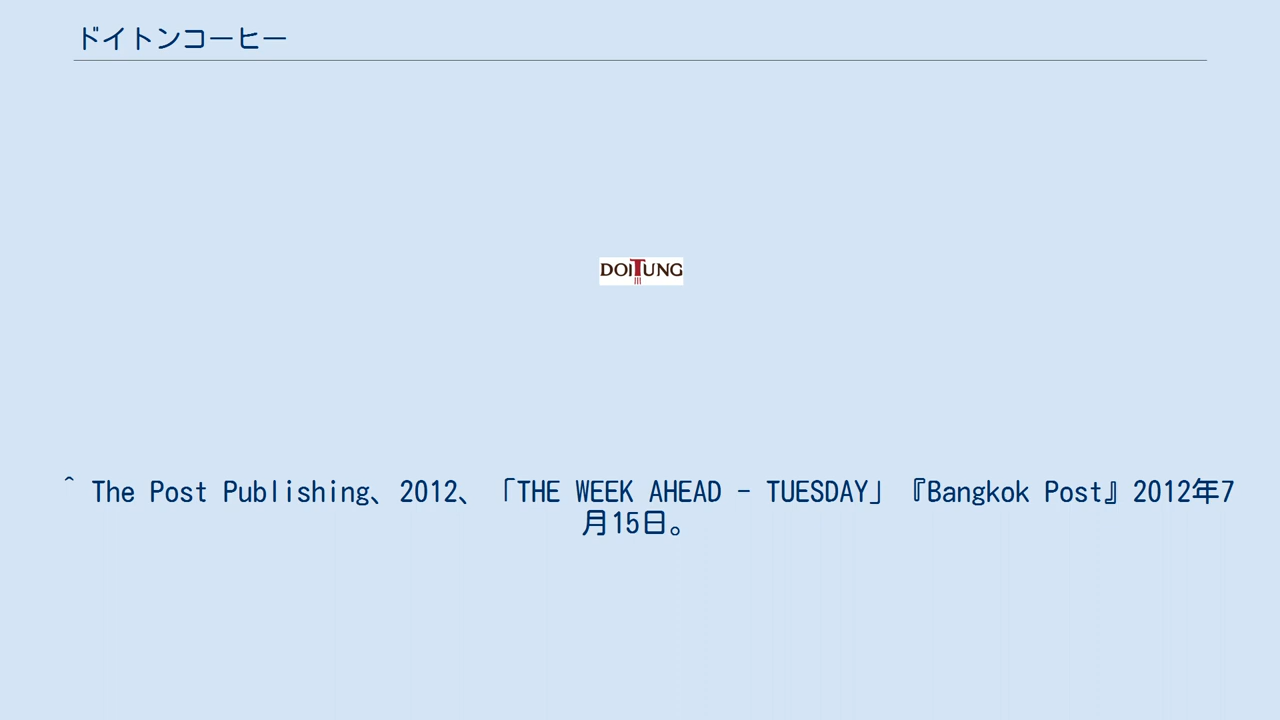 ドイトンコーヒー
DOITUNG
^ The Post Publishing、2012、「THE WEEK AHEAD - TUESDAY」『Bangkok Post』2012年7
月15日。